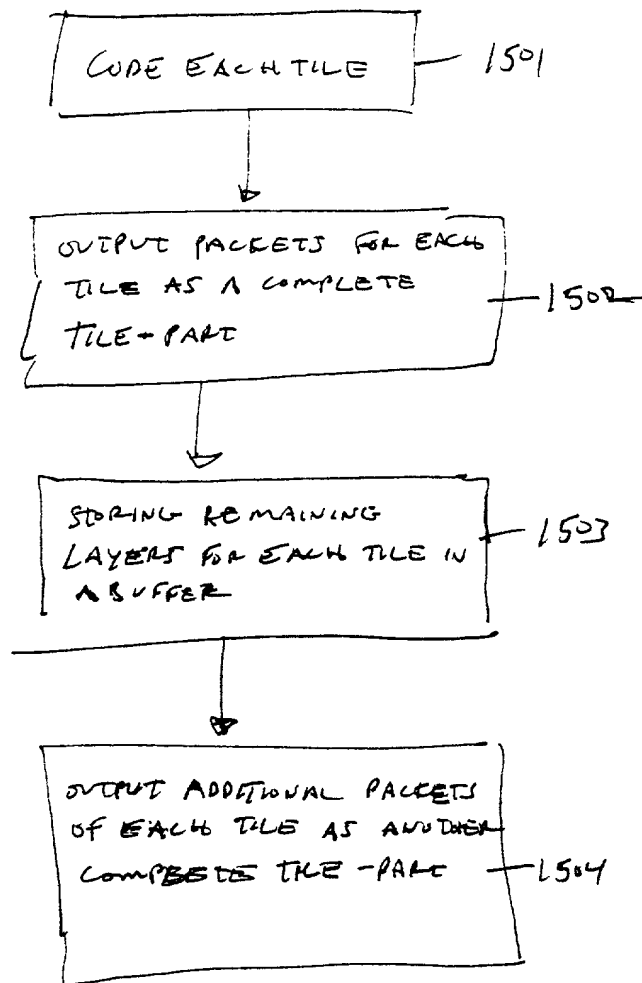 CODE EACH TILE
1501
OUTPUT PACKETS FOR EACH
TILE AS A COMPLETE
TILE-PART
1502
STORING REMAINING
LAYERS FOR EACH TILE IN
A BUFFER
1503
OUTPUT ADDITIONAL PACKETS
OF EACH TILE AS ANOTHER
COMPLETE TILE-PART
1504